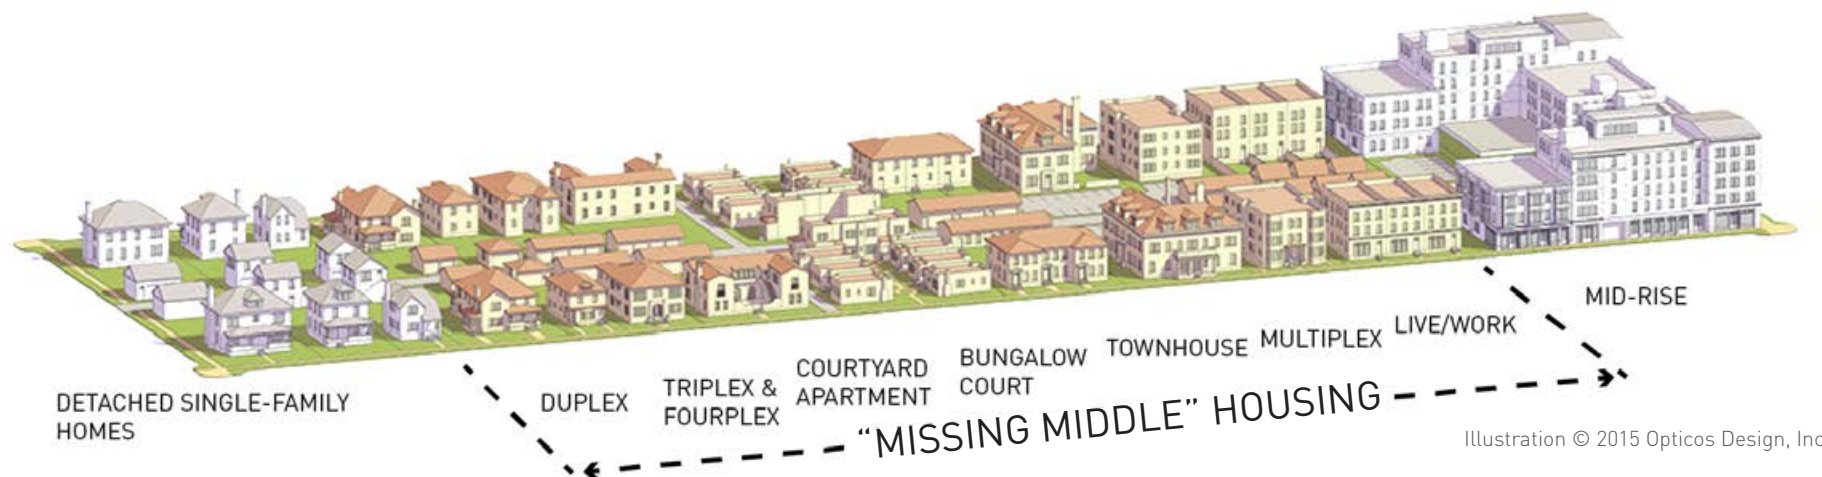 DETACHED SINGLE-FAMILY
HOMES
DUPLEX
TRIPLEX &
FOURPLEX
COURTYARD
APARTMENT
BUNGALOW
COURT
TOWNHOUSE
MULTIPLEX
LIVE/WORK
MID-RISE
“MISSING MIDDLE” HOUSING
Illustration © 2015 Opticos Design, Inc